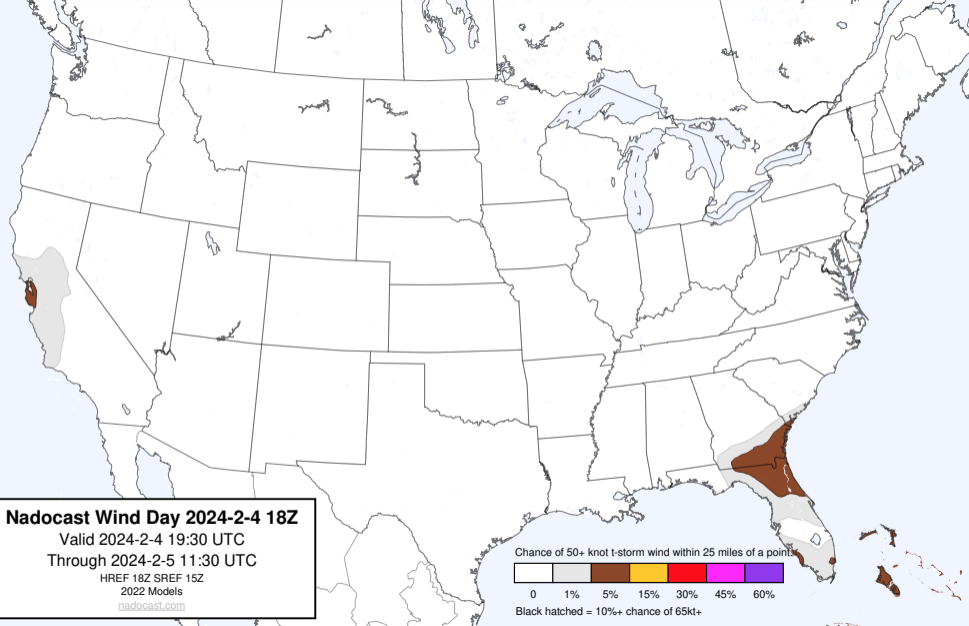 Nadocast Wind Day 2024-2-4 18Z
Valid 2024-2-4 19:30 UTC
Through 2024-2-5 11:30 UTC
HREF 18Z SREF 15Z
2022 Models
nadocast.com
Chance of 50+ knot t-storm wind within 25 miles of a point.
0 1% 5% 15% 30% 45% 60%
Black hatched = 10%+ chance of 65kt+